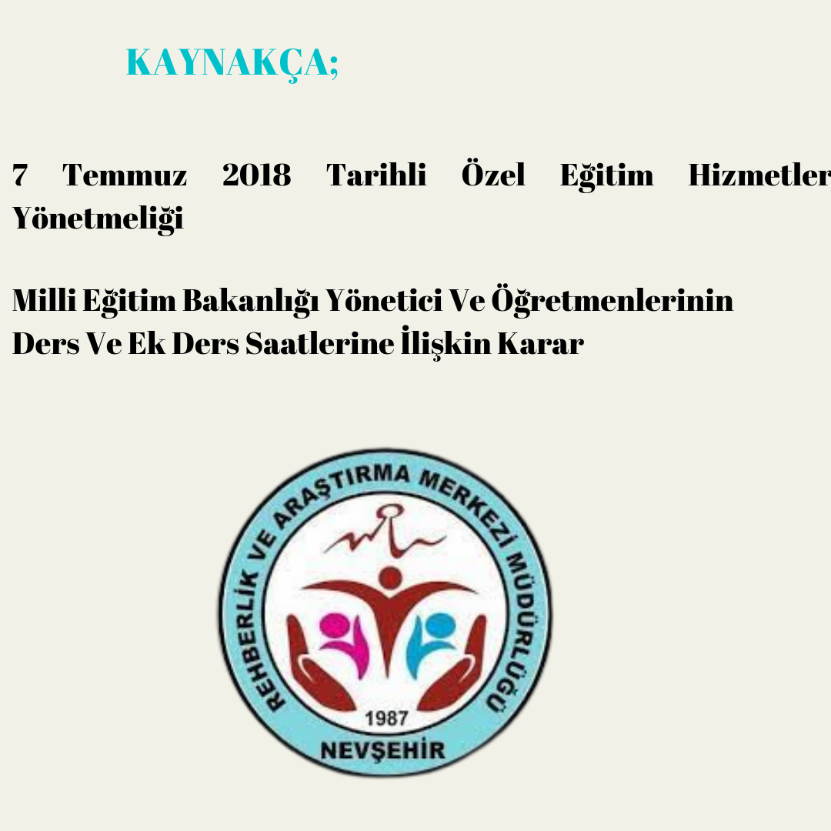 KAYNAKÇA;
7 Temmuz 2018 Tarihli Özel Eğitim Hizmetler
Yönetmeliği
Milli Eğitim Bakanlığı Yönetici Ve Öğretmenlerinin
Ders Ve Ek Ders Saatlerine İlişkin Karar
REHBERLİK VE ARAŞTIRMA MERKEZİ MÜDÜRLÜĞÜ
1987
NEVŞEHİR